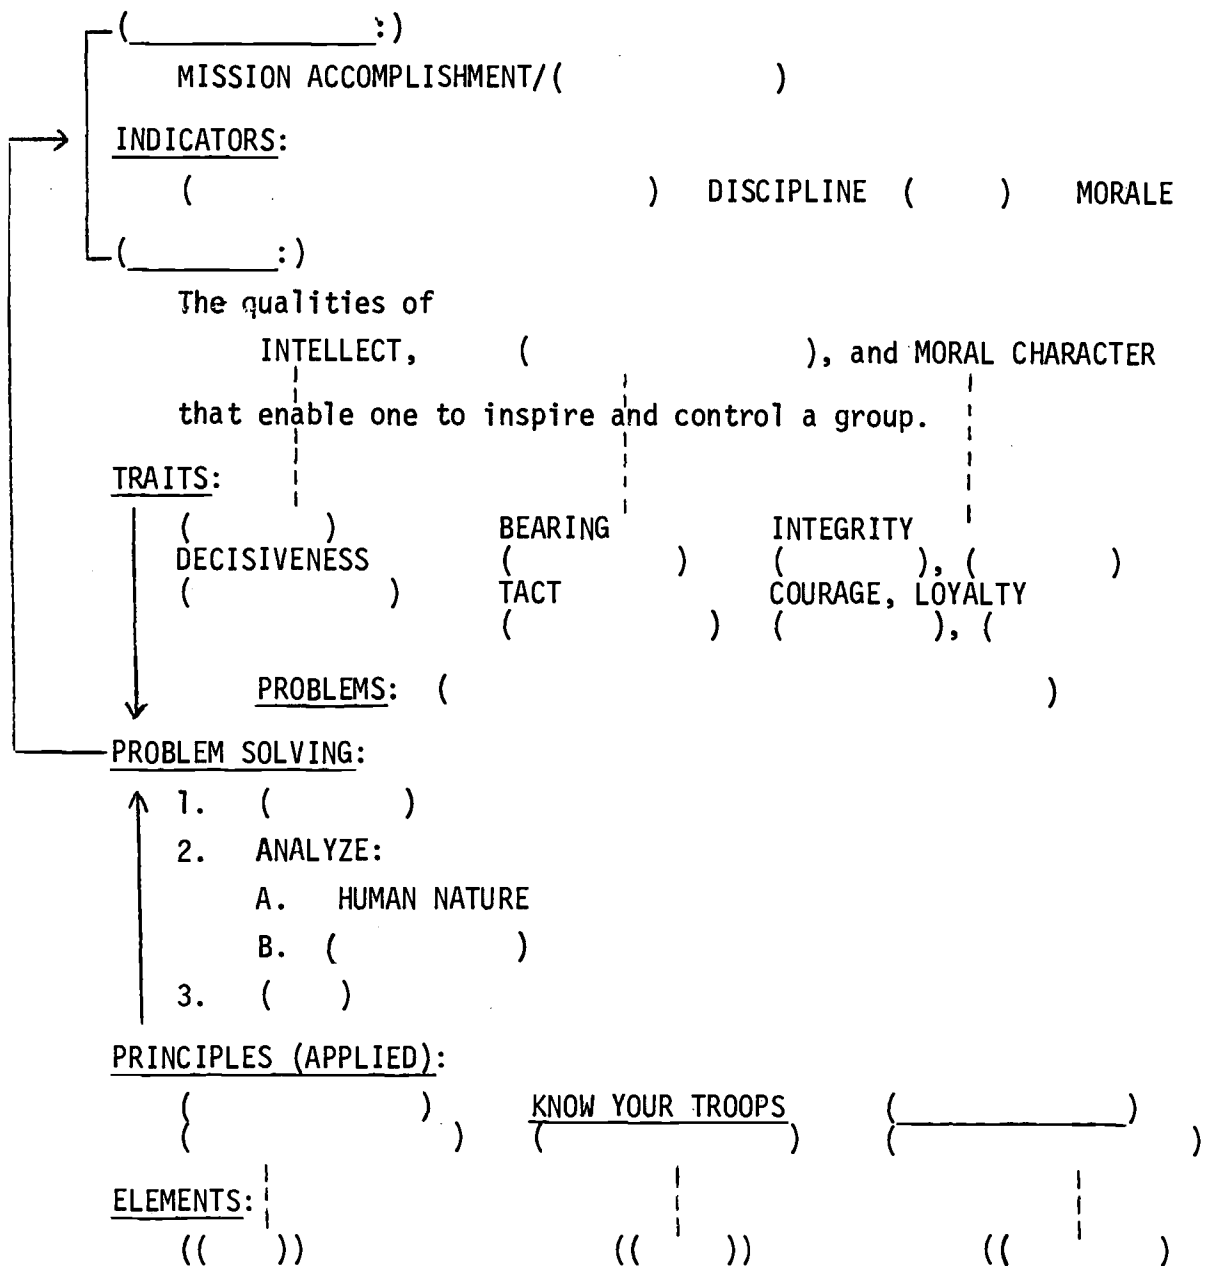 (            :)
MISSION ACCOMPLISHMENT/(            )
INDICATORS:
(            ) DISCIPLINE (    ) MORALE
(        :)
The qualities of
INTELLECT, (            ), and MORAL CHARACTER
that enable one to inspire and control a group.
TRAITS:
(        ) BEARING INTEGRITY
DECISIVENESS (        ) (        ), (        )
(            ) TACT COURAGE, LOYALTY
(            ) (        ), (
PROBLEMS: (            )
PROBLEM SOLVING:
1. (        )
2. ANALYZE:
A. HUMAN NATURE
B. (            )
3. (    )
PRINCIPLES (APPLIED):
(            ) KNOW YOUR TROOPS (            )
(            ) (            ) (            )
ELEMENTS:
((    )) ((    )) ((        )